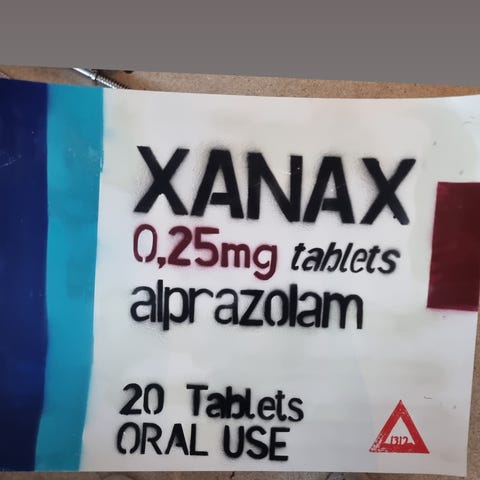 XANAX
0,25mg tablets
alprazolam
20 Tablets
ORAL USE
1312